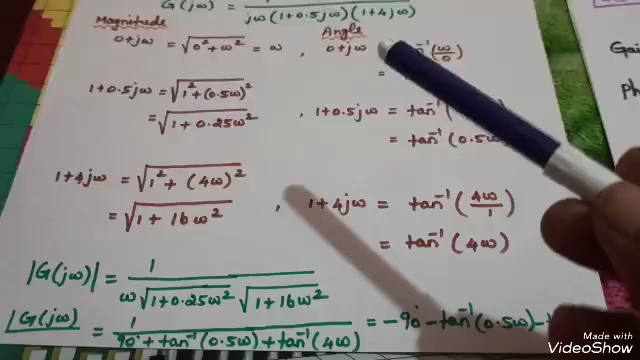 G(jω) = 1
jω(1+0.5jω)(1+4jω)
Magnitude
Angle
0+jω = √0²+ω² = ω , 0+jω (ω/0)
=
1+0.5jω = √1²+(0.5ω)² , 1+0.5jω = tan⁻¹(
= √1+0.25ω² = tan⁻¹(0.5ω
1+4jω = √1²+(4ω)² , 1+4jω = tan⁻¹(4ω/1)
= √1+16ω² = tan⁻¹(4ω)
|G(jω)| = 1
ω√1+0.25ω² √1+16ω²
∠G(jω) = 1 = -90° - tan⁻¹(0.5ω) -
90° + tan⁻¹(0.5ω) + tan⁻¹(4ω)
Gai
Pha
Made With
VideoShow